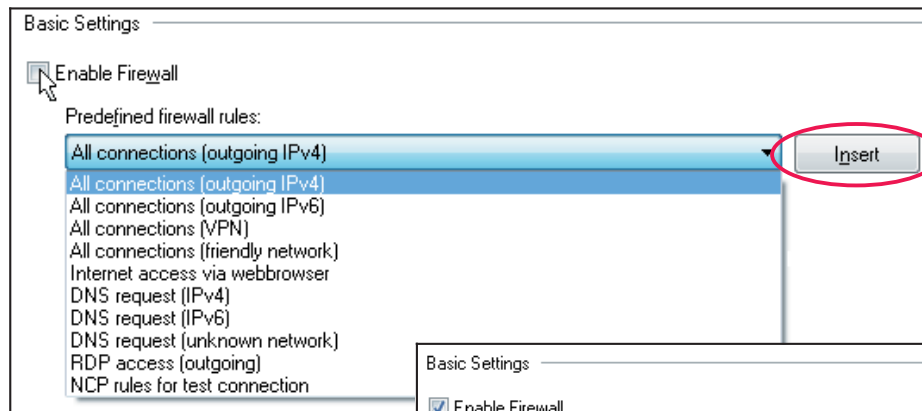 Basic Settings
Enable Firewall
Predefined firewall rules:
All connections (outgoing IPv4)
Insert
All connections (outgoing IPv4)
All connections (outgoing IPv6)
All connections (VPN)
All connections (friendly network)
Internet access via webbrowser
DNS request (IPv4)
DNS request (IPv6)
DNS request (unknown network)
RDP access (outgoing)
NCP rules for test connection
Basic Settings
Enable Firewall